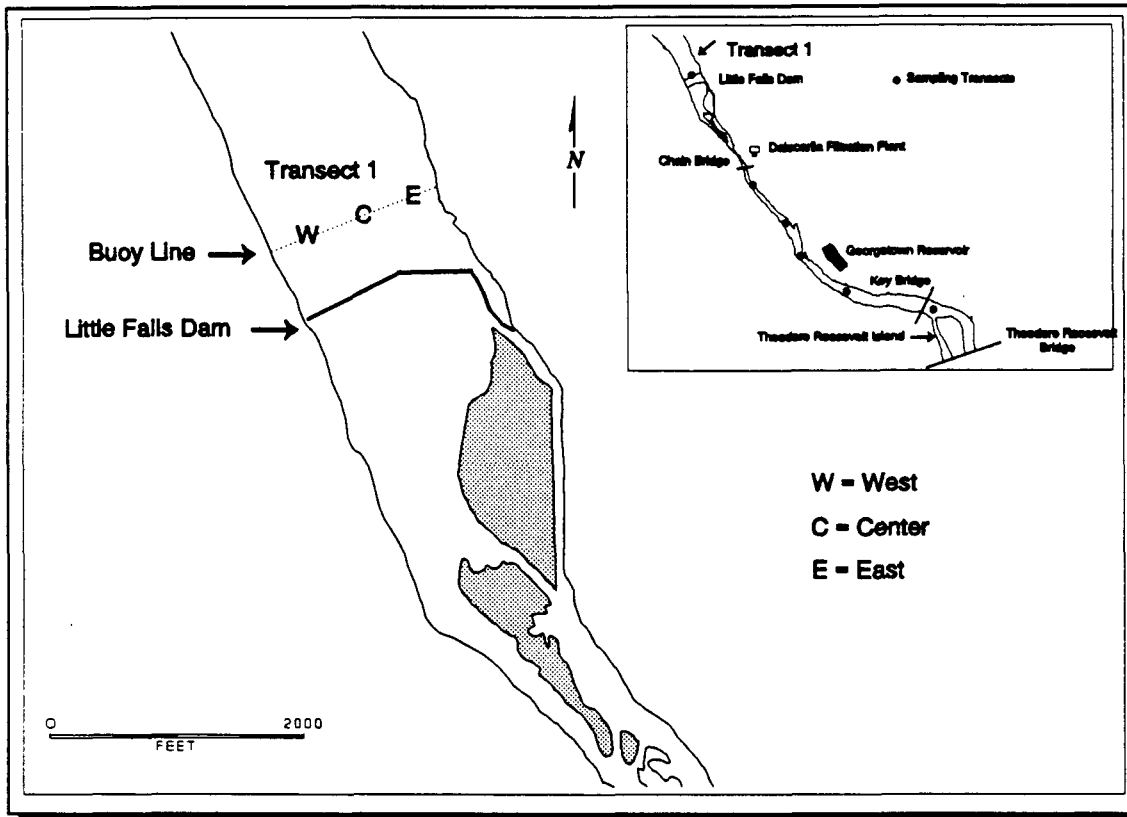 Transect 1
W
C
E
Buoy Line
Little Falls Dam
N
0 2000
FEET
W = West
C = Center
E = East
Transect 1
Little Falls Dam
Sampling Transects
Chain Bridge
Dalecarlia Filtration Plant
Georgetown Reservoir
Key Bridge
Theodore Roosevelt Island
Theodore Roosevelt
Bridge